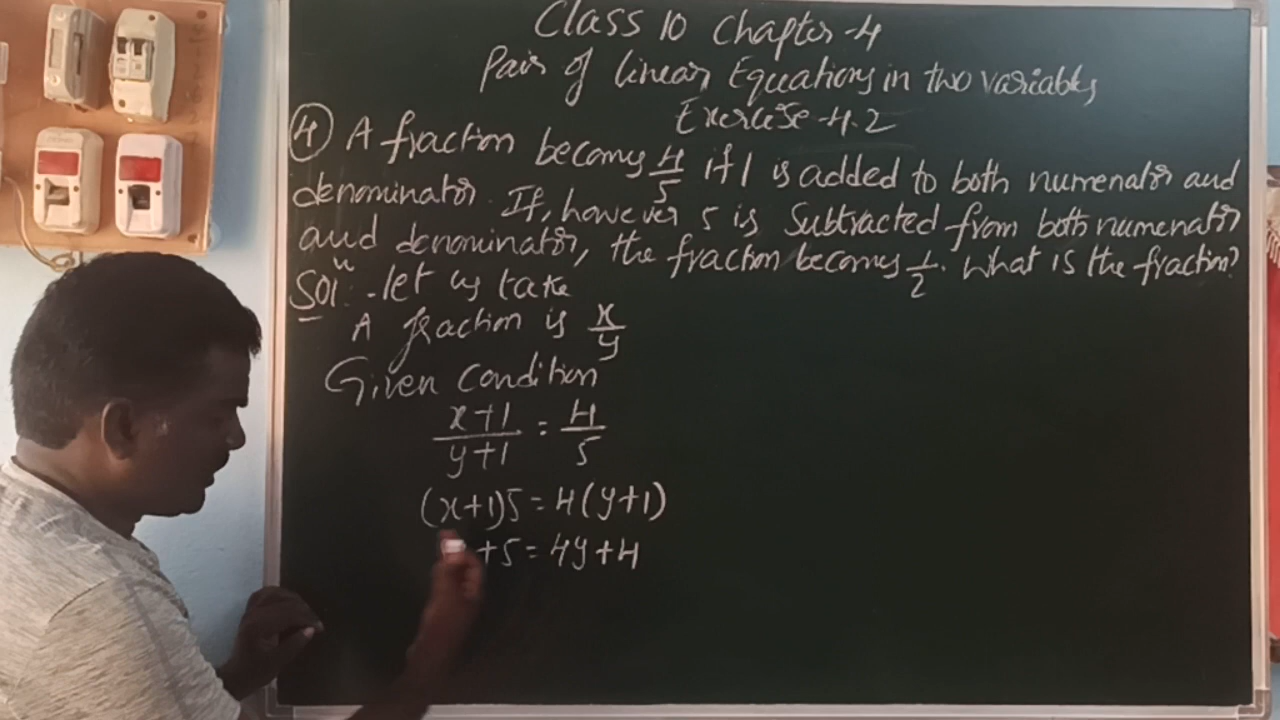 Class 10 Chapter-4
Pair of linear Equations in two variables
Exercise-4.2
④ A fraction becomes 4/5 if 1 is added to both numerator and
denominator. If, however 5 is Subtracted from both numerator
and denominator, the fraction becomes 1/2. What is the fraction?
Solⁿ:- let us take
A fraction is x/y
Given Condition
x+1/y+1 = 4/5
(x+1)5=4(y+1)
+5=4y+4